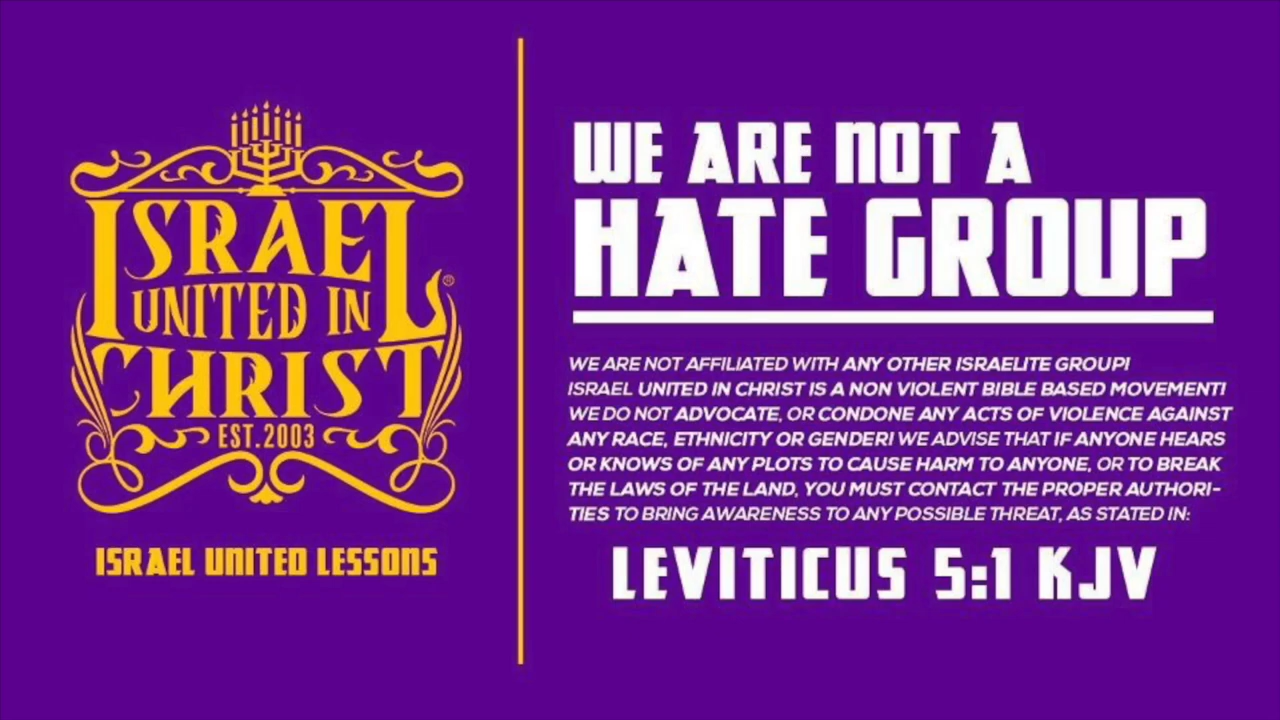 ISRAEL
UNITED IN
CHRIST
EST.2003
ISRAEL UNITED LESSONS
WE ARE NOT A
HATE GROUP
WE ARE NOT AFFILIATED WITH ANY OTHER ISRAELITE GROUP!
ISRAEL UNITED IN CHRIST IS A NON VIOLENT BIBLE BASED MOVEMENT!
WE DO NOT ADVOCATE, OR CONDONE ANY ACTS OF VIOLENCE AGAINST
ANY RACE, ETHNICITY OR GENDER! WE ADVISE THAT IF ANYONE HEARS
OR KNOWS OF ANY PLOTS TO CAUSE HARM TO ANYONE, OR TO BREAK
THE LAWS OF THE LAND, YOU MUST CONTACT THE PROPER AUTHORI-
TIES TO BRING AWARENESS TO ANY POSSIBLE THREAT, AS STATED IN:
LEVITICUS 5:1 KJV